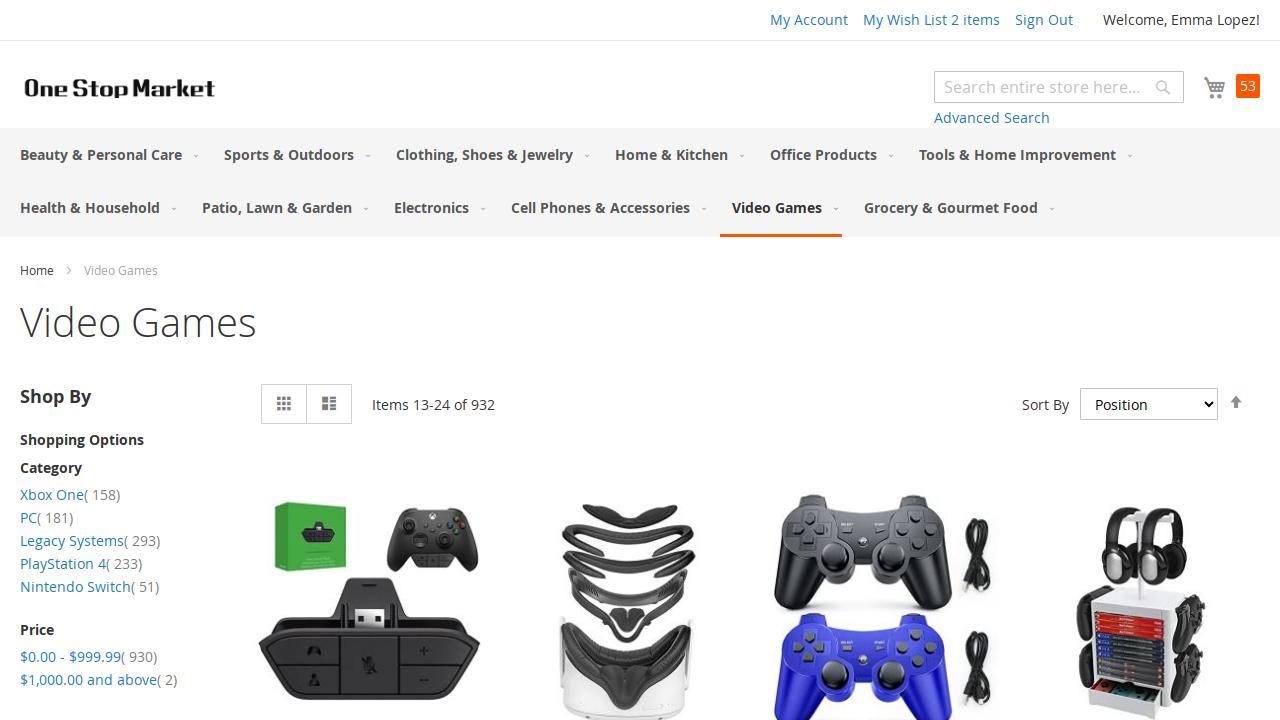 My Account My Wish List 2 items Sign Out Welcome, Emma Lopez!
One Stop Market
Search entire store here... 53
Advanced Search
Beauty & Personal Care Sports & Outdoors Clothing, Shoes & Jewelry Home & Kitchen Office Products Tools & Home Improvement
Health & Household Patio, Lawn & Garden Electronics Cell Phones & Accessories Video Games Grocery & Gourmet Food
Home Video Games
Video Games
Shop By
Items 13-24 of 932 Sort By Position
Shopping Options
Category
Xbox One( 158)
PC( 181)
Legacy Systems( 293)
PlayStation 4( 233)
Nintendo Switch( 51)
Price
$0.00 - $999.99( 930)
$1,000.00 and above( 2)